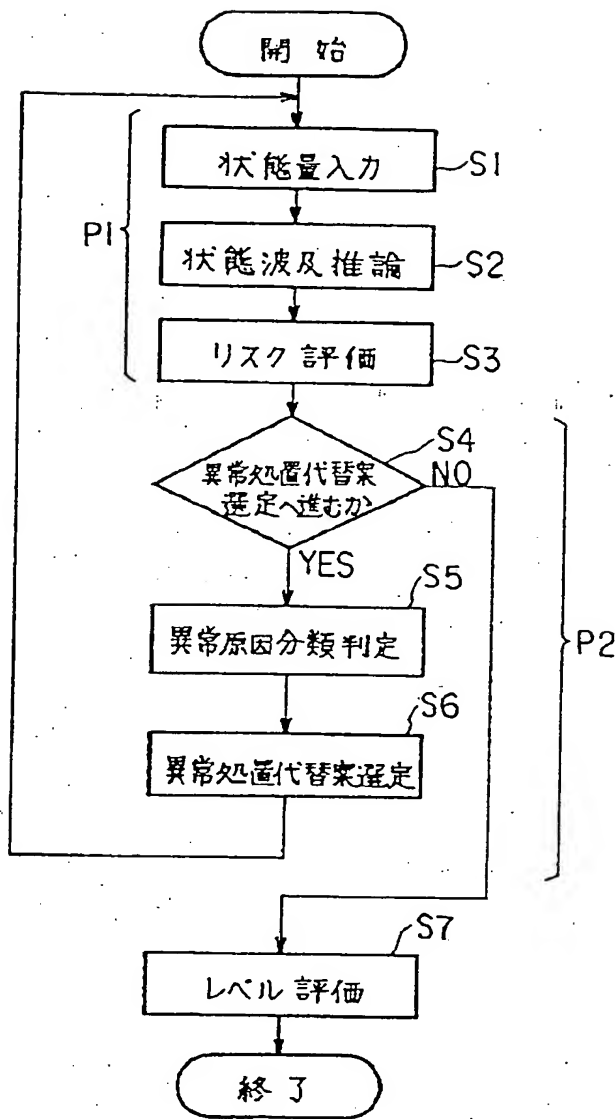 開始
状態量入力
S1
P1
状態波及推論
S2
リスク評価
S3
S4
異常処置代替案
選定へ進むか
NO
YES
S5
異常原因分類判定
P2
S6
異常処置代替案選定
S7
レベル評価
終了